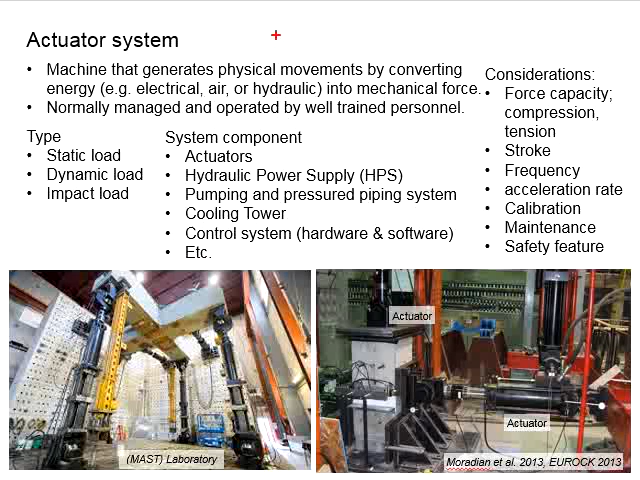 Actuator system
• Machine that generates physical movements by converting
energy (e.g. electrical, air, or hydraulic) into mechanical force.
• Normally managed and operated by well trained personnel.
Type
• Static load
• Dynamic load
• Impact load
System component
• Actuators
• Hydraulic Power Supply (HPS)
• Pumping and pressured piping system
• Cooling Tower
• Control system (hardware & software)
• Etc.
Considerations:
• Force capacity;
compression,
tension
• Stroke
• Frequency
• acceleration rate
• Calibration
• Maintenance
• Safety feature
(MAST) Laboratory
Actuator
Actuator
Moradian et al. 2013, EUROCK 2013